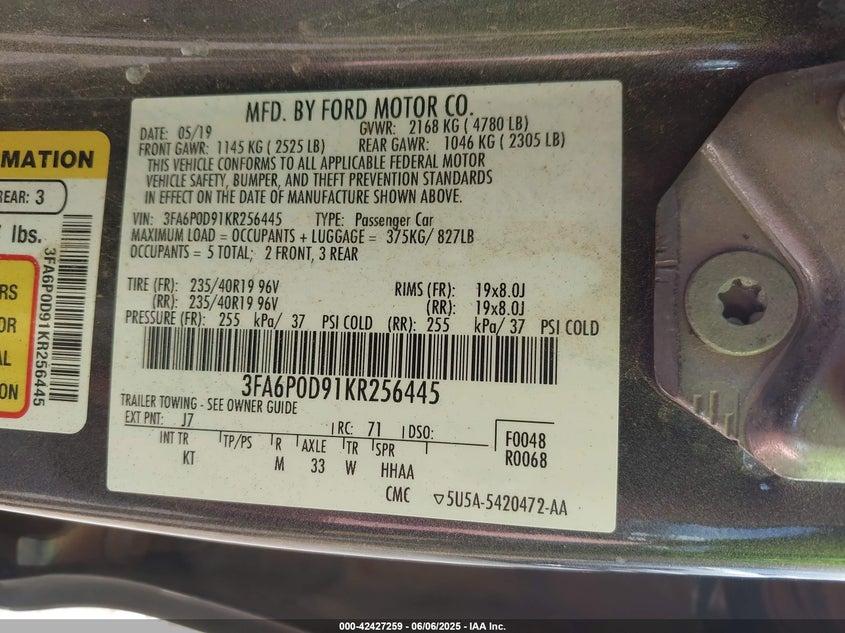 MFD. BY FORD MOTOR CO.
DATE: 05/19 GVWR: 2168 KG ( 4780 LB)
FRONT GAWR: 1145 KG ( 2525 LB) REAR GAWR: 1046 KG ( 2305 LB)
THIS VEHICLE CONFORMS TO ALL APPLICABLE FEDERAL MOTOR
VEHICLE SAFETY, BUMPER, AND THEFT PREVENTION STANDARDS
IN EFFECT ON THE DATE OF MANUFACTURE SHOWN ABOVE.
VIN: 3FA6P0D91KR256445 TYPE: Passenger Car
MAXIMUM LOAD = OCCUPANTS + LUGGAGE = 375KG/ 827LB
OCCUPANTS = 5 TOTAL; 2 FRONT, 3 REAR
TIRE (FR): 235/40R19 96V RIMS (FR): 19x8.0J
(RR): 235/40R19 96V (RR): 19x8.0J
PRESSURE (FR): 255 kPa/ 37 PSI COLD (RR): 255 kPa/ 37 PSI COLD
3FA6P0D91KR256445
TRAILER TOWING - SEE OWNER GUIDE
EXT PNT: J7 RC: 71 DSO:
INT TR TP/PS R AXLE TR SPR
KT M 33 W HHAA
F0048
R0068
CMC ▽5U5A-5420472-AA
RMATION
REAR: 3
lbs.
3FA6P0D91KR256445
RS
OR
AL
ION
000-42427259 | 06/06/2025 - IAA Inc.